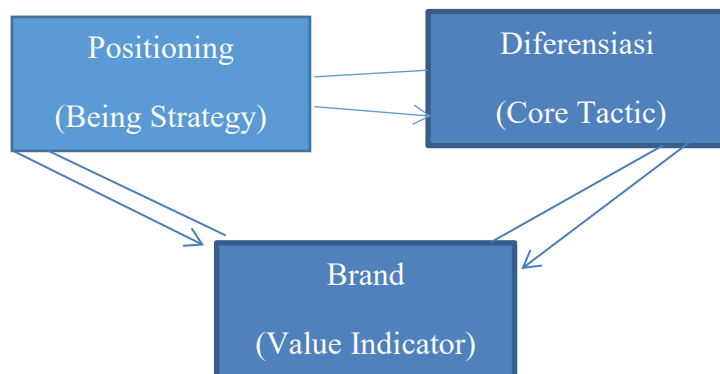 Positioning
(Being Strategy)
Diferensiasi
(Core Tactic)
Brand
(Value Indicator)